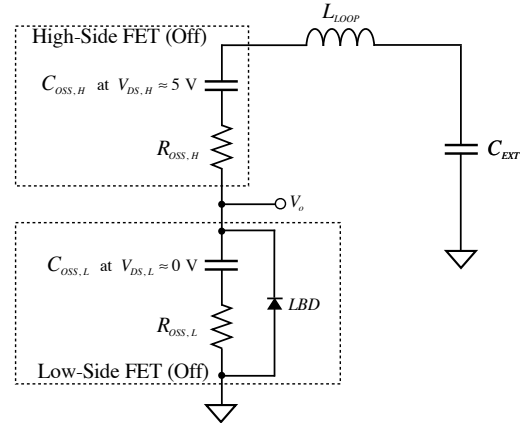 L_LOOP
High-Side FET (Off)
C_OSS,H at V_DS,H ≈ 5 V
R_OSS,H
C_EXT
V_o
C_OSS,L at V_DS,L ≈ 0 V
LBD
R_OSS,L
Low-Side FET (Off)